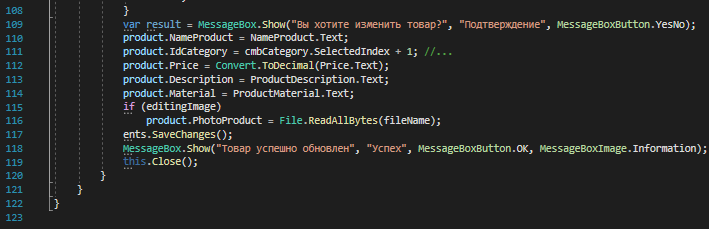 108 }
109 var result = MessageBox.Show("Вы хотите изменить товар?", "Подтверждение", MessageBoxButton.YesNo);
110 product.NameProduct = NameProduct.Text;
111 product.IdCategory = cmbCategory.SelectedIndex + 1; //...
112 product.Price = Convert.ToDecimal(Price.Text);
113 product.Description = ProductDescription.Text;
114 product.Material = ProductMaterial.Text;
115 if (editingImage)
116 product.PhotoProduct = File.ReadAllBytes(fileName);
117 ents.SaveChanges();
118 MessageBox.Show("Товар успешно обновлен", "Успех", MessageBoxButton.OK, MessageBoxImage.Information);
119 this.Close();
120 }
121 }
122 }
123